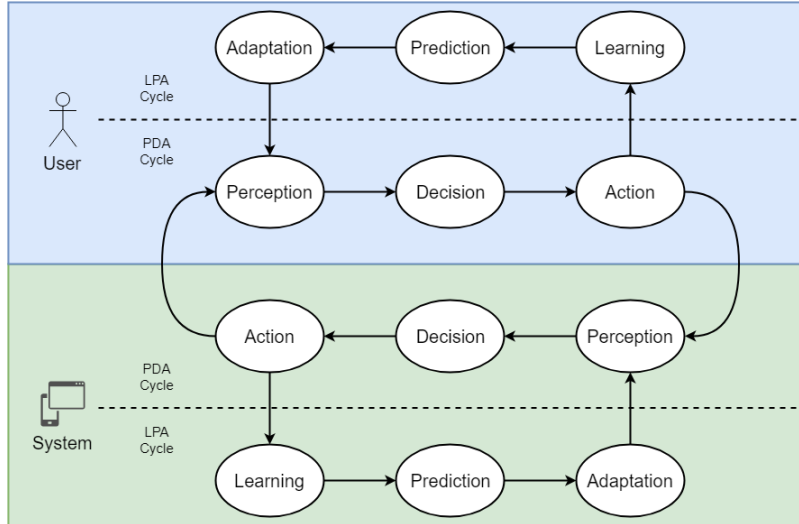 Adaptation
Prediction
Learning
LPA
Cycle
User
PDA
Cycle
Perception
Decision
Action
Action
Decision
Perception
PDA
Cycle
System
LPA
Cycle
Learning
Prediction
Adaptation